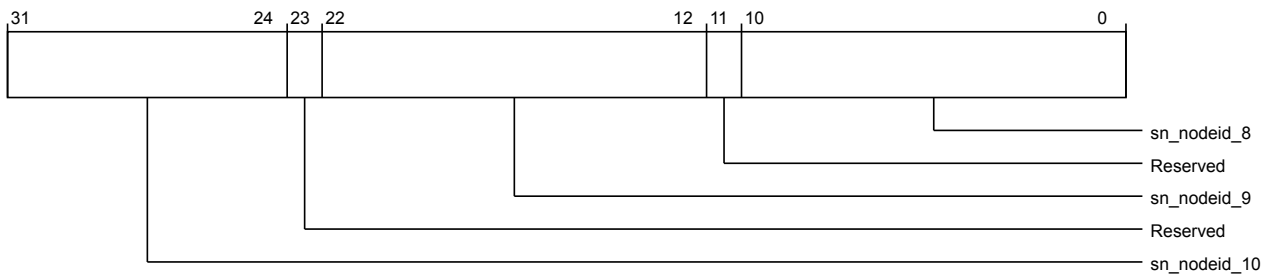 31 24 23 22 12 11 10 0
sn_nodeid_8
Reserved
sn_nodeid_9
Reserved
sn_nodeid_10